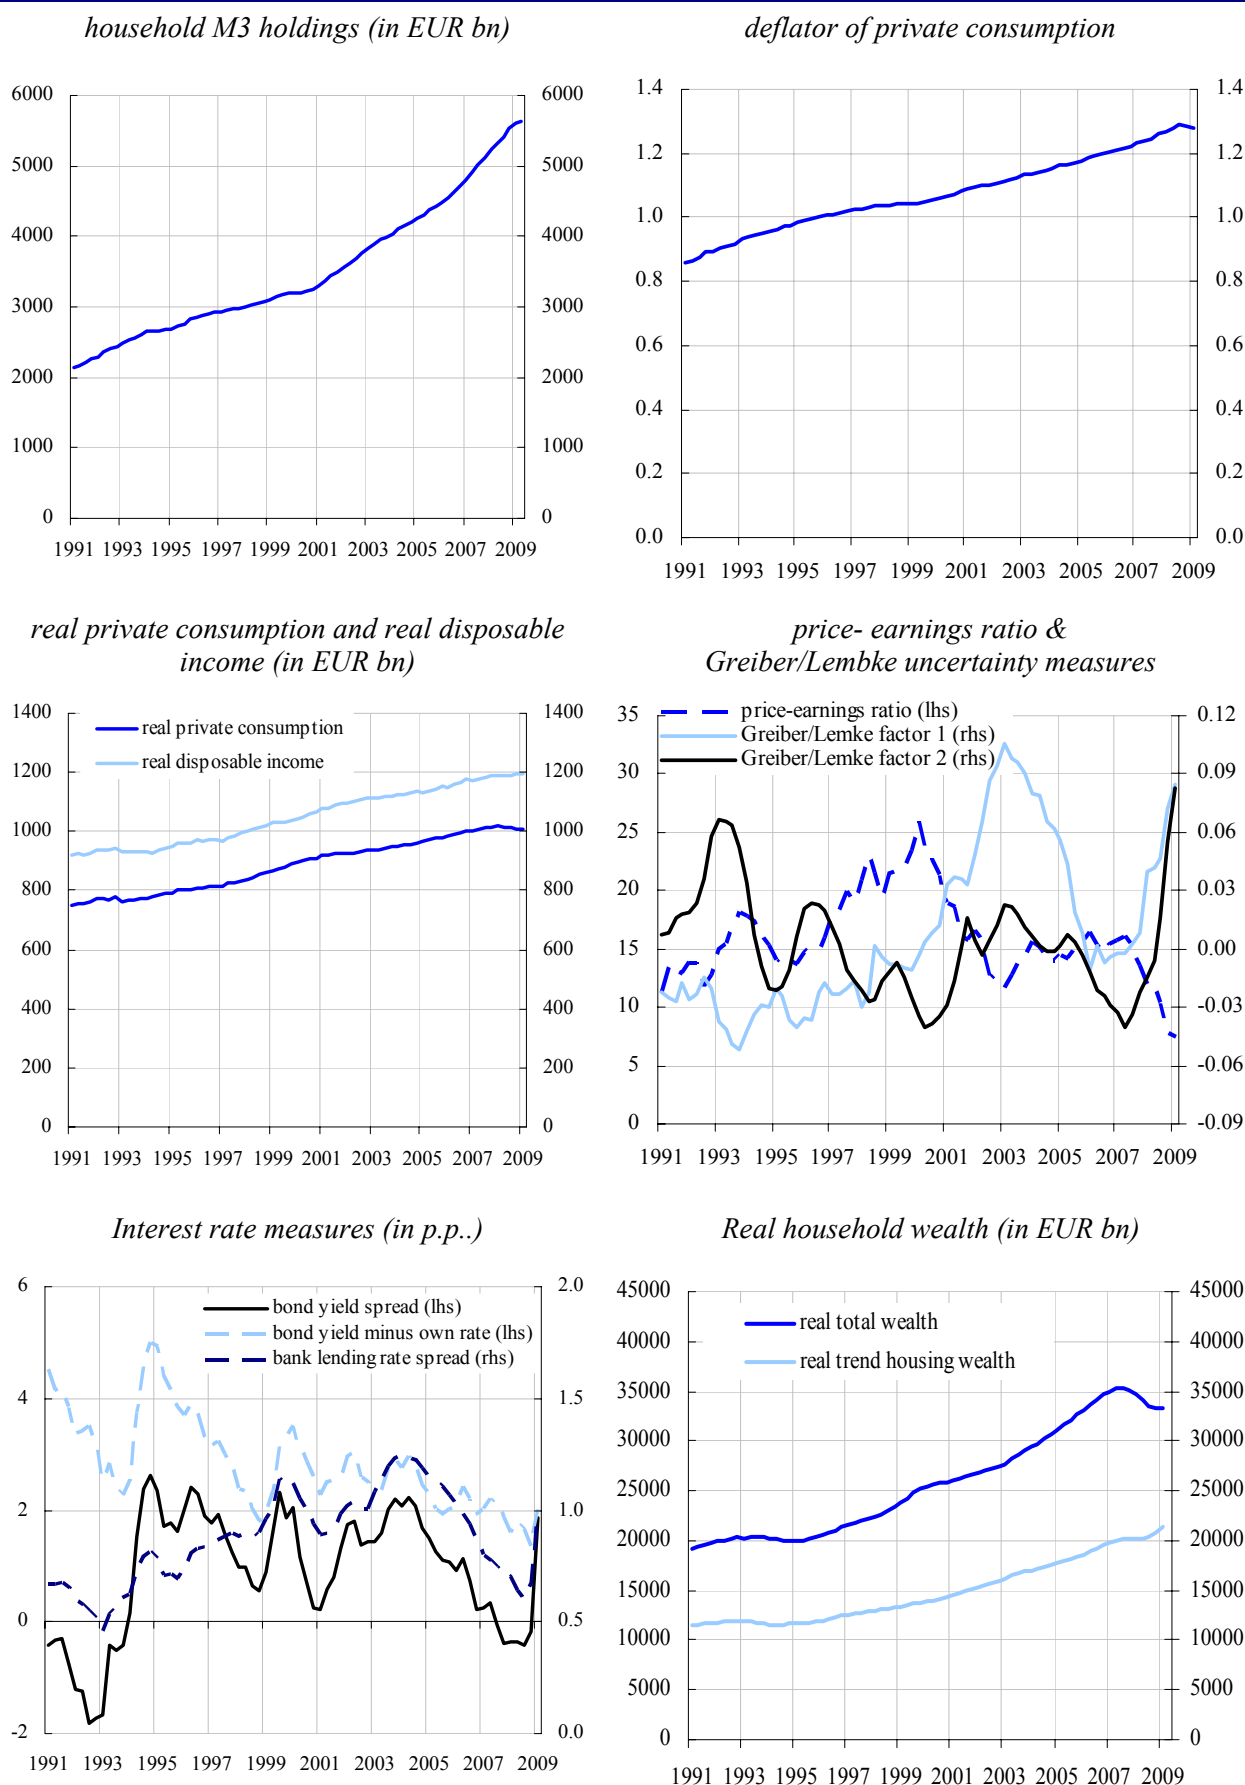 household M3 holdings (in EUR bn)
6000 6000
5000 5000
4000 4000
3000 3000
2000 2000
1000 1000
0 0
1991 1993 1995 1997 1999 2001 2003 2005 2007 2009
deflator of private consumption
1.4 1.4
1.2 1.2
1.0 1.0
0.8 0.8
0.6 0.6
0.4 0.4
0.2 0.2
0.0 0.0
1991 1993 1995 1997 1999 2001 2003 2005 2007 2009
real private consumption and real disposable
income (in EUR bn)
1400 1400
real private consumption
real disposable income
1200 1200
1000 1000
800 800
600 600
400 400
200 200
0 0
1991 1993 1995 1997 1999 2001 2003 2005 2007 2009
price- earnings ratio &
Greiber/Lembke uncertainty measures
price-earnings ratio (lhs)
Greiber/Lemke factor 1 (rhs)
Greiber/Lemke factor 2 (rhs)
35 0.12
30 0.09
25 0.06
20 0.03
15 0.00
10 -0.03
5 -0.06
0 -0.09
1991 1993 1995 1997 1999 2001 2003 2005 2007 2009
Interest rate measures (in p.p..)
6 2.0
bond yield spread (lhs)
bond yield minus own rate (lhs)
bank lending rate spread (rhs)
4 1.5
2 1.0
0 0.5
-2 0.0
1991 1993 1995 1997 1999 2001 2003 2005 2007 2009
Real household wealth (in EUR bn)
45000 45000
real total wealth
40000 40000
real trend housing wealth
35000 35000
30000 30000
25000 25000
20000 20000
15000 15000
10000 10000
5000 5000
0 0
1991 1993 1995 1997 1999 2001 2003 2005 2007 2009